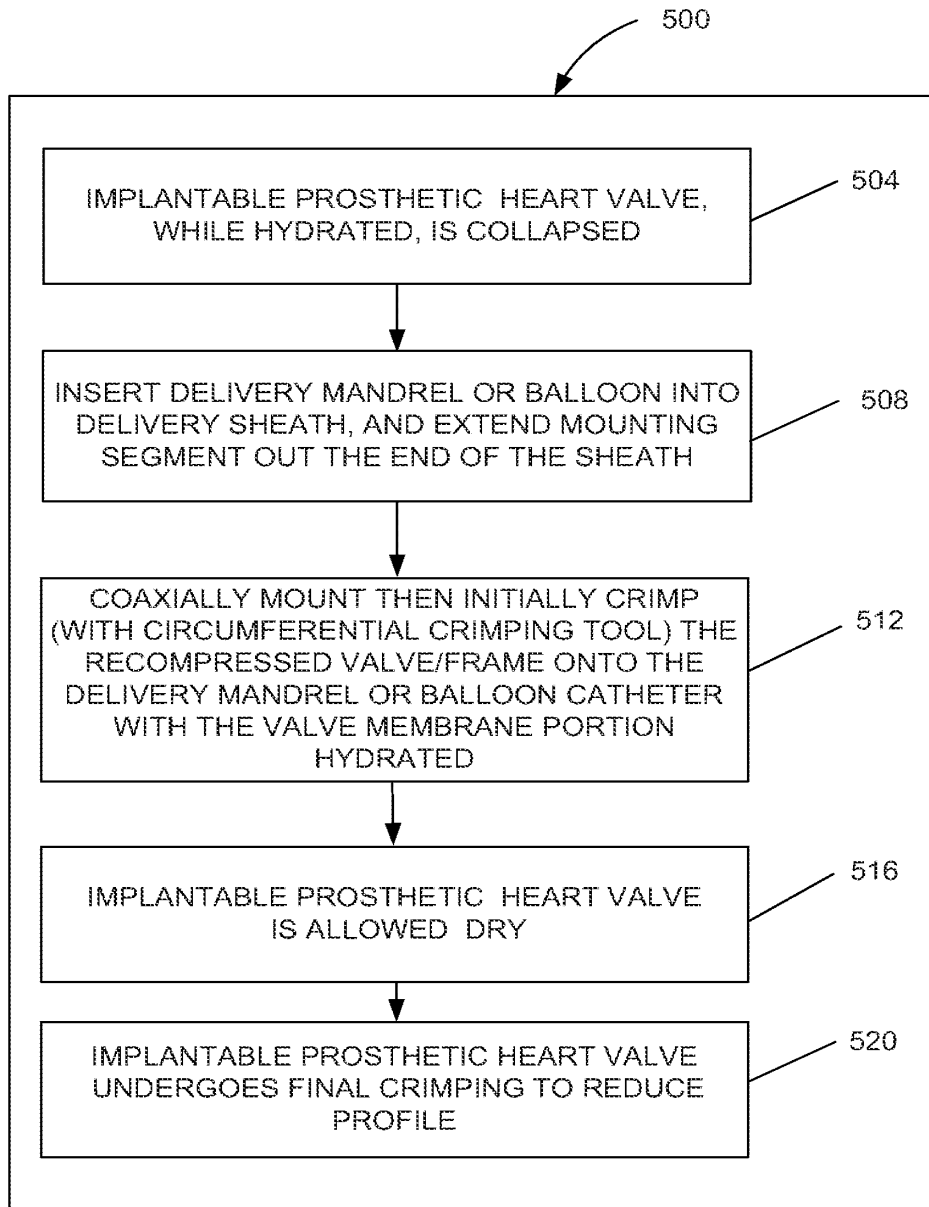 500
IMPLANTABLE PROSTHETIC HEART VALVE,
WHILE HYDRATED, IS COLLAPSED
504
INSERT DELIVERY MANDREL OR BALLOON INTO
DELIVERY SHEATH, AND EXTEND MOUNTING
SEGMENT OUT THE END OF THE SHEATH
508
COAXIALLY MOUNT THEN INITIALLY CRIMP
(WITH CIRCUMFERENTIAL CRIMPING TOOL) THE
RECOMPRESSED VALVE/FRAME ONTO THE
DELIVERY MANDREL OR BALLOON CATHETER
WITH THE VALVE MEMBRANE PORTION
HYDRATED
512
IMPLANTABLE PROSTHETIC HEART VALVE
IS ALLOWED DRY
516
IMPLANTABLE PROSTHETIC HEART VALVE
UNDERGOES FINAL CRIMPING TO REDUCE
PROFILE
520